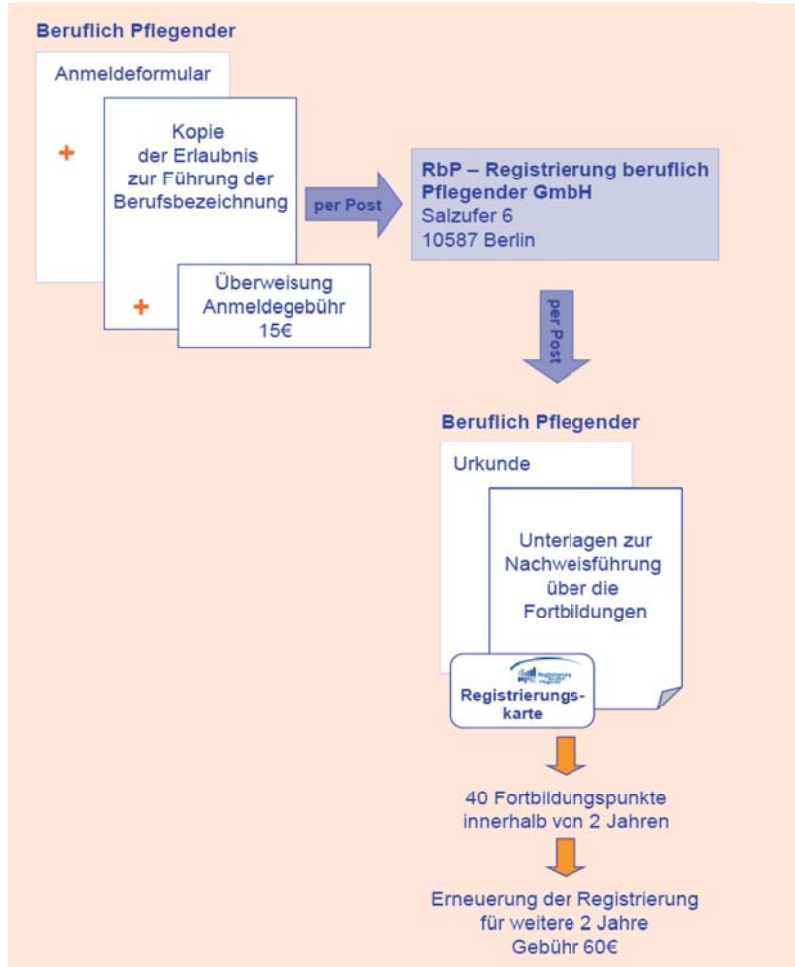 Beruflich Pflegender
Anmeldeformular
+
Kopie
der Erlaubnis
zur Führung der
Berufsbezeichnung
+
Überweisung
Anmeldegebühr
15€
per Post
RbP – Registrierung beruflich
Pflegender GmbH
Salzufer 6
10587 Berlin
per Post
Beruflich Pflegender
Urkunde
Unterlagen zur
Nachweisführung
über die
Fortbildungen
Registrierungs-
karte
40 Fortbildungspunkte
innerhalb von 2 Jahren
Erneuerung der Registrierung
für weitere 2 Jahre
Gebühr 60€